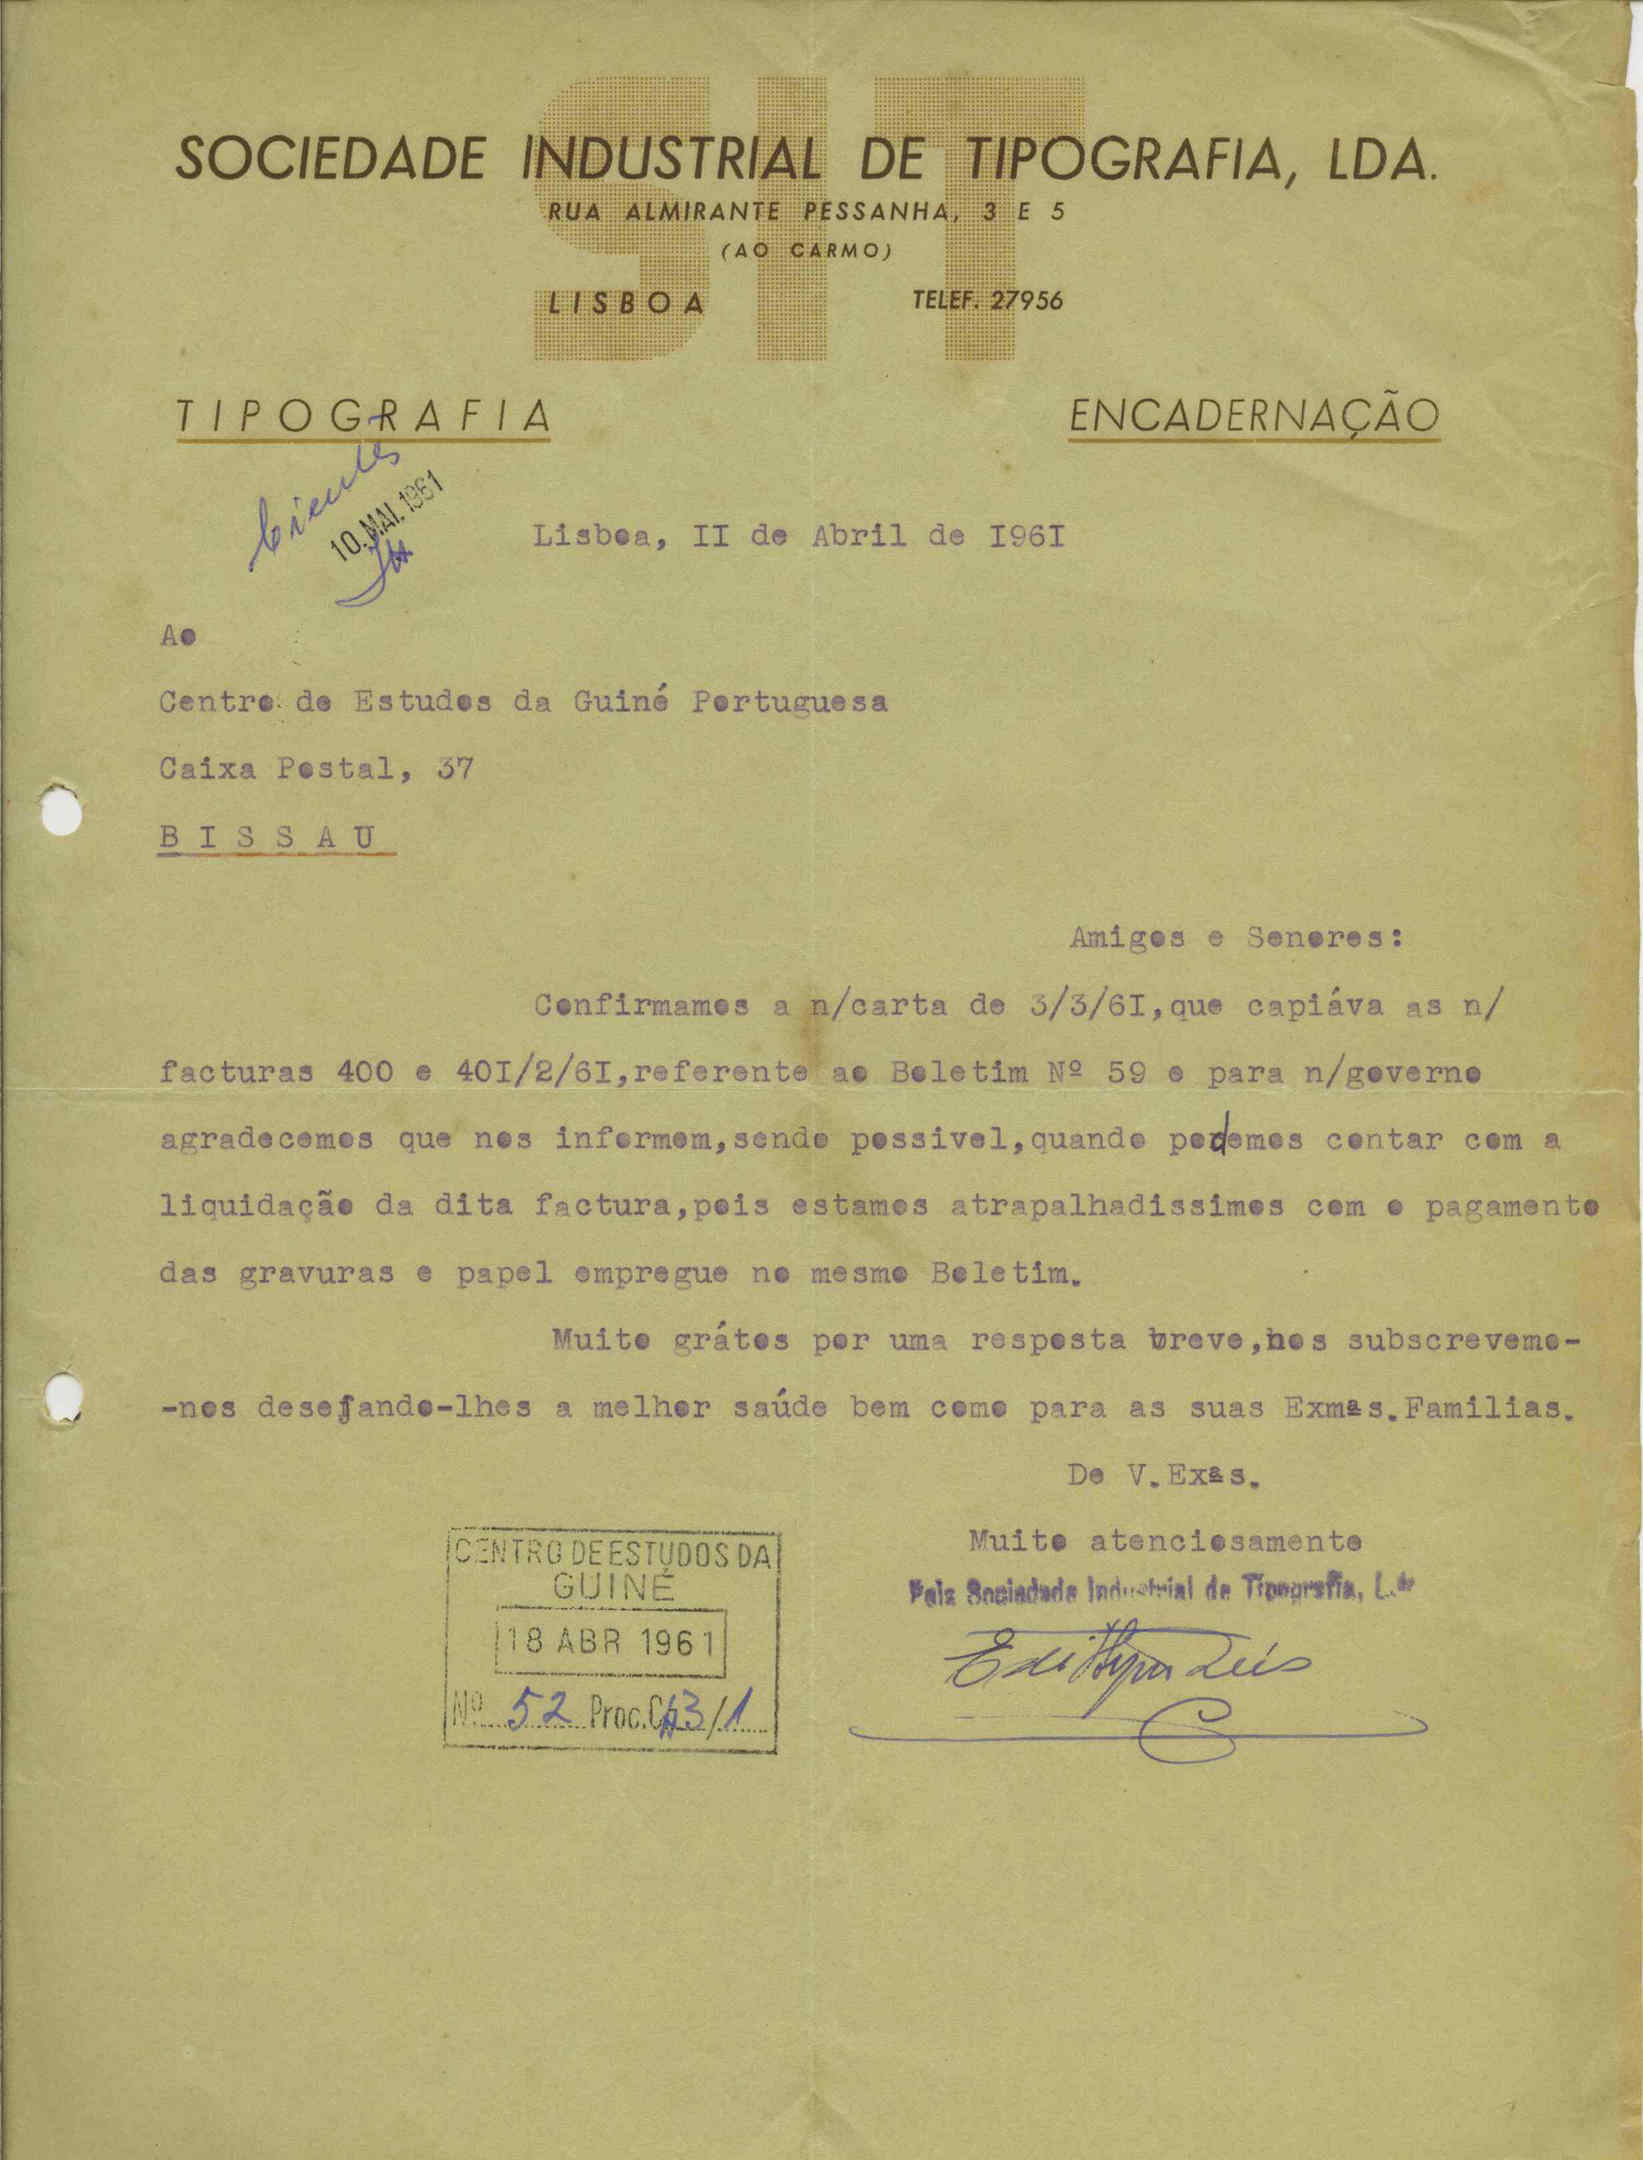 SIT
SOCIEDADE INDUSTRIAL DE TIPOGRAFIA, LDA.
RUA ALMIRANTE PESSANHA, 3 E 5
(AO CARMO)
LISBOA TELEF. 27956
TIPOGRAFIA ENCADERNAÇÃO
10. MAI. 1961
Lisboa, II de Abril de I96I
Ao
Centro de Estudos da Guiné Portuguesa
Caixa Postal, 37
BISSAU
Amigos e Senores:
Confirmamos a n/carta de 3/3/6I,que capiáva as n/
facturas 400 e 40I/2/6I,referente ao Boletim Nº 59 e para n/governo
agradecemos que nos informem,sendo possivel,quando podemos contar com a
liquidação da dita factura,pois estamos atrapalhadissimos com o pagamento
das gravuras e papel empregue no mesmo Boletim.
Muito grátos por uma resposta breve,nos subscrevemo-
-nos desejando-lhes a melhor saúde bem como para as suas Exmªs.Familias.
De V.Exªs.
Muito atenciosamente
Pela Sociedade Industrial de Tipografia, L.da
CENTRO DE ESTUDOS DA
GUINÉ
18 ABR 1961
Nº 52 Proc. 3/1